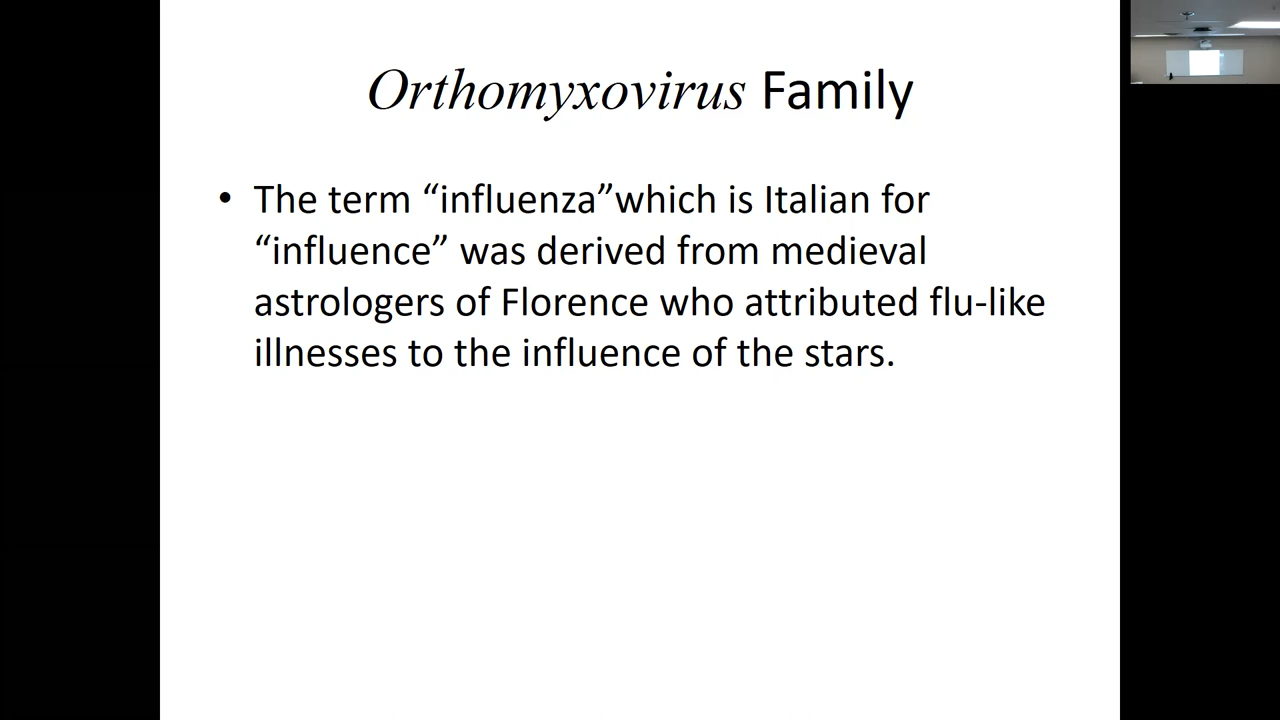 Orthomyxovirus Family
• The term “influenza”which is Italian for
“influence” was derived from medieval
astrologers of Florence who attributed flu-like
illnesses to the influence of the stars.